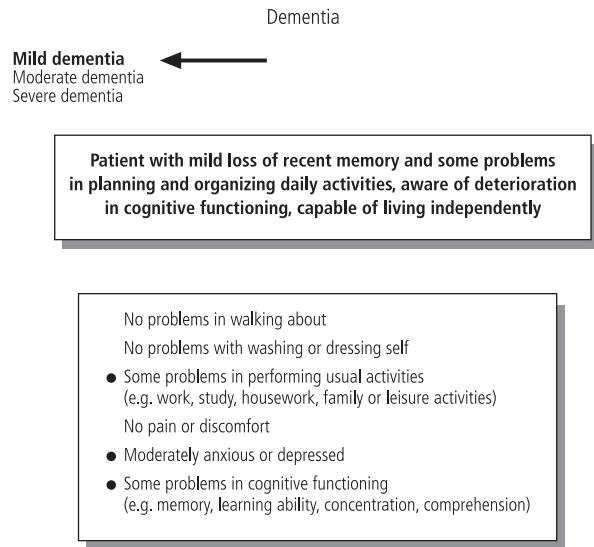 Dementia
Mild dementia
Moderate dementia
Severe dementia
Patient with mild loss of recent memory and some problems
in planning and organizing daily activities, aware of deterioration
in cognitive functioning, capable of living independently
No problems in walking about
No problems with washing or dressing self
● Some problems in performing usual activities
(e.g. work, study, housework, family or leisure activities)
No pain or discomfort
● Moderately anxious or depressed
● Some problems in cognitive functioning
(e.g. memory, learning ability, concentration, comprehension)